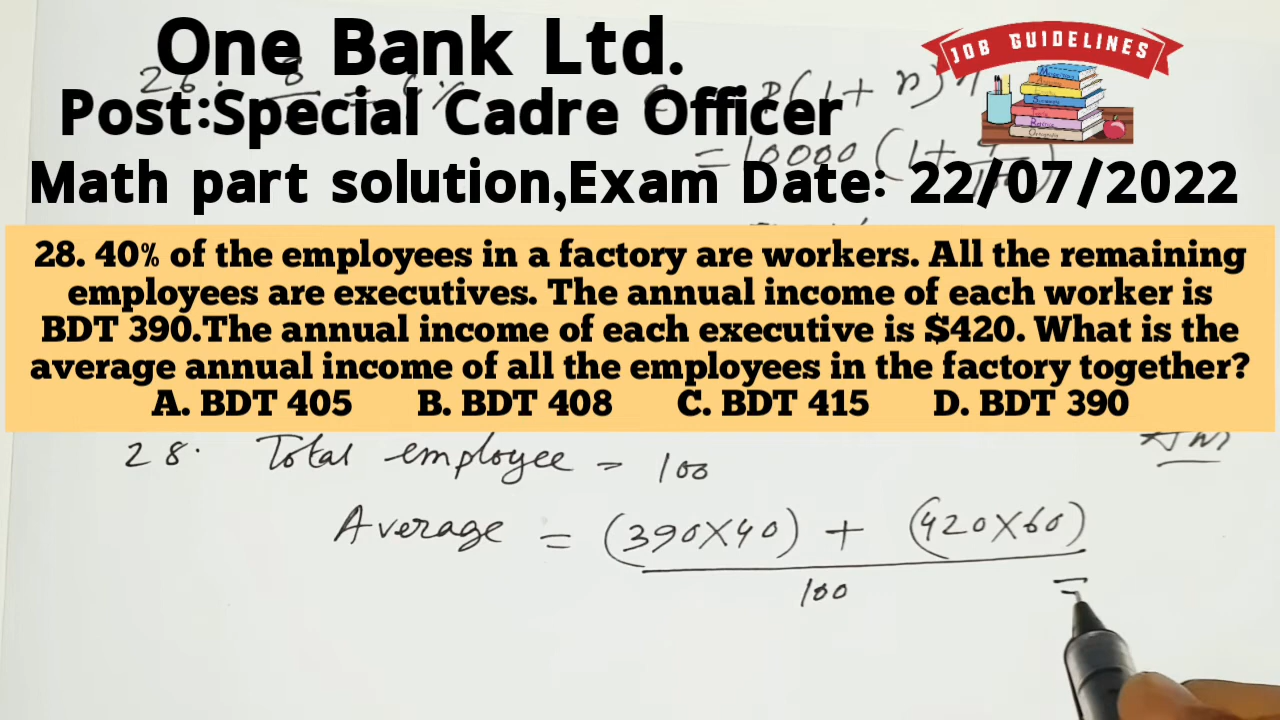 One Bank Ltd.
JOB GUIDELINES
Post:Special Cadre Officer
Math part solution,Exam Date: 22/07/2022
26.
= 10000 (1+
28. 40% of the employees in a factory are workers. All the remaining
employees are executives. The annual income of each worker is
BDT 390.The annual income of each executive is $420. What is the
average annual income of all the employees in the factory together?
A. BDT 405 B. BDT 408 C. BDT 415 D. BDT 390
Ans
28. Total employee = 100
Average = (390×40) + (420×60)
100 =